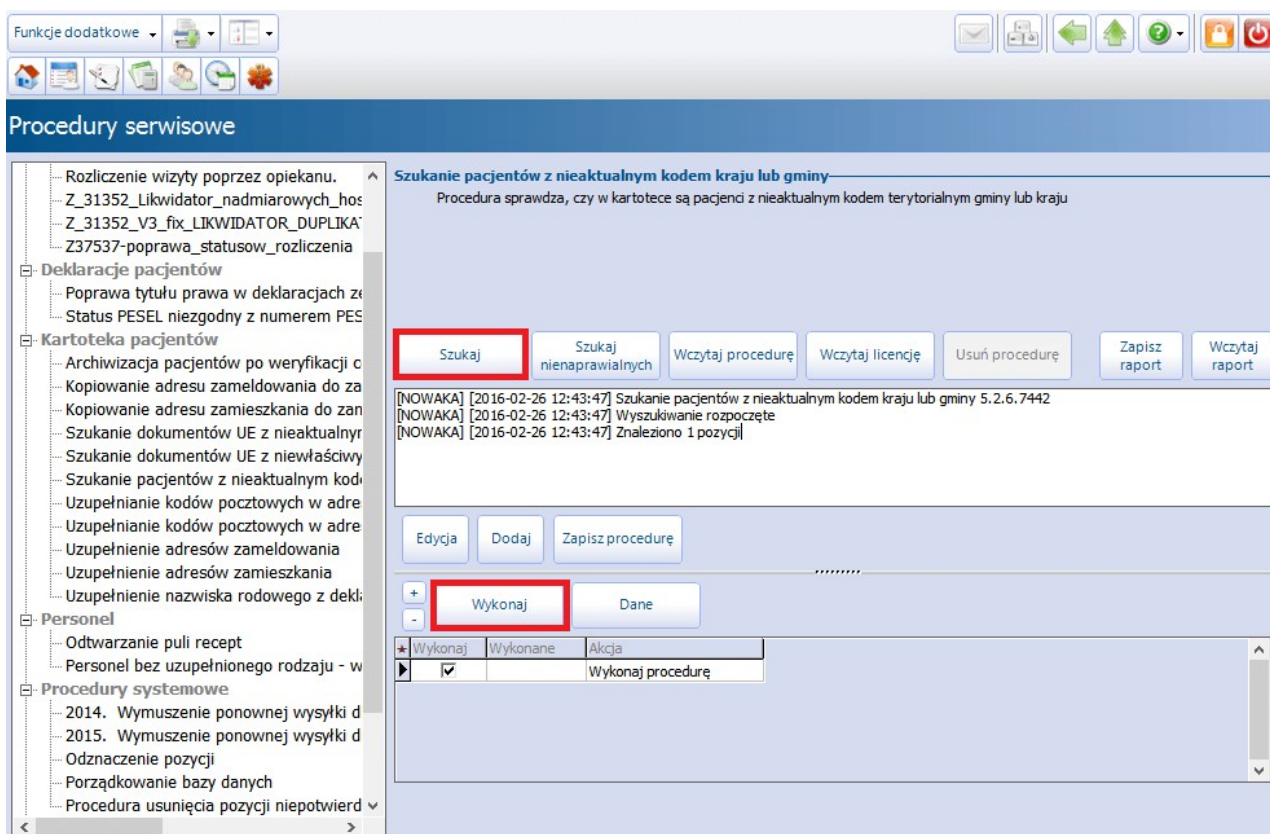 Funkcje dodatkowe
Procedury serwisowe
Rozliczenie wizyty poprzez opiekanu.
Z_31352_Likwidator_nadmiarowych_hos
Z_31352_V3_fix_LIKWIDATOR_DUPLIKA
Z37537-poprawa_statusow_rozliczenia
Deklaracje pacjentów
Poprawa tytułu prawa w deklaracjach ze
Status PESEL niezgodny z numerem PES
Kartoteka pacjentów
Archiwizacja pacjentów po weryfikacji o
Kopiowanie adresu zameldowania do za
Kopiowanie adresu zamieszkania do zan
Szukanie dokumentów UE z nieaktualnyr
Szukanie dokumentów UE z niewłaściwy
Szukanie pacjentów z nieaktualnym kod
Uzupełnianie kodów pocztowych w adre
Uzupełnianie kodów pocztowych w adre
Uzupełnienie adresów zameldowania
Uzupełnienie adresów zamieszkania
Uzupełnienie nazwiska rodowego z dekl
Personel
Odtwarzanie puli recept
Personel bez uzupełnionego rodzaju - w
Procedury systemowe
2014. Wymuszenie ponownej wysyłki d
2015. Wymuszenie ponownej wysyłki d
Odznaczenie pozycji
Porządkowanie bazy danych
Procedura usunięcia pozycji niepotwierd
Szukanie pacjentów z nieaktualnym kodem kraju lub gminy
Procedura sprawdza, czy w kartotece są pacjenci z nieaktualnym kodem terytorialnym gminy lub kraju
Szukaj
Szukaj
nienaprawialnych
Wczytaj procedurę
Wczytaj licencję
Usuń procedurę
Zapisz
raport
Wczytaj
raport
[NOWAKA] [2016-02-26 12:43:47] Szukanie pacjentów z nieaktualnym kodem kraju lub gminy 5.2.6.7442
[NOWAKA] [2016-02-26 12:43:47] Wyszukiwanie rozpoczęte
[NOWAKA] [2016-02-26 12:43:47] Znaleziono 1 pozycji
Edycja Dodaj Zapisz procedurę
+
-
Wykonaj Dane
Wykonaj Wykonane Akcja
Wykonaj procedurę